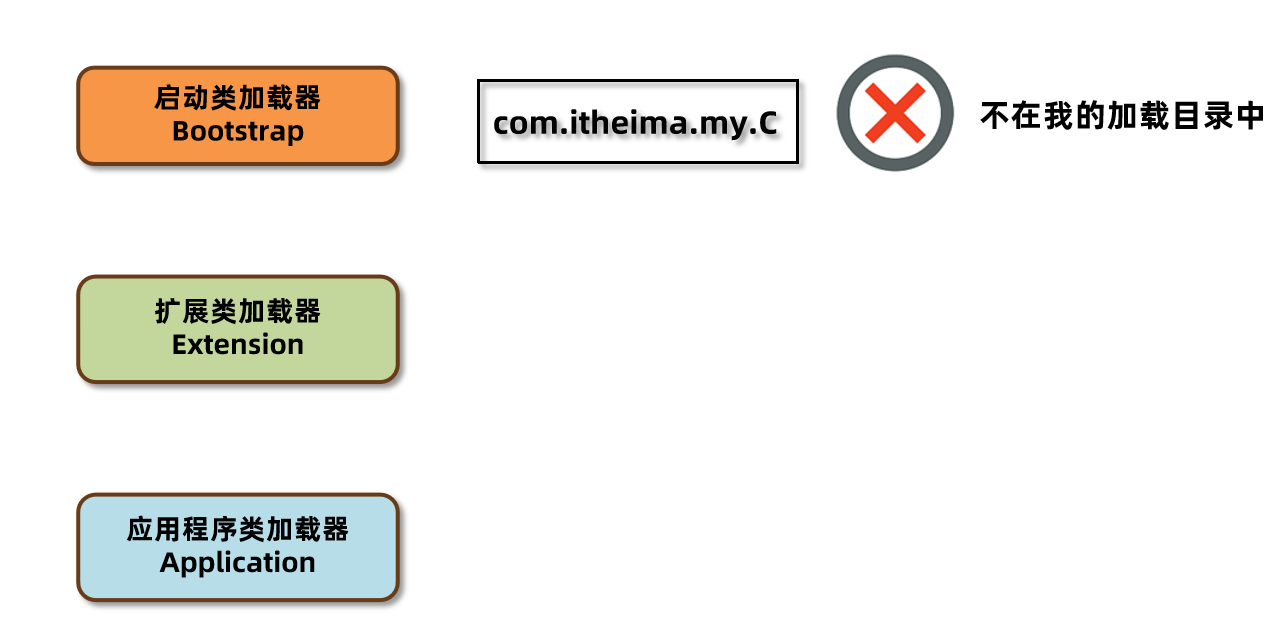 启动类加载器
Bootstrap
com.itheima.my.C
不在我的加载目录中
扩展类加载器
Extension
应用程序类加载器
Application